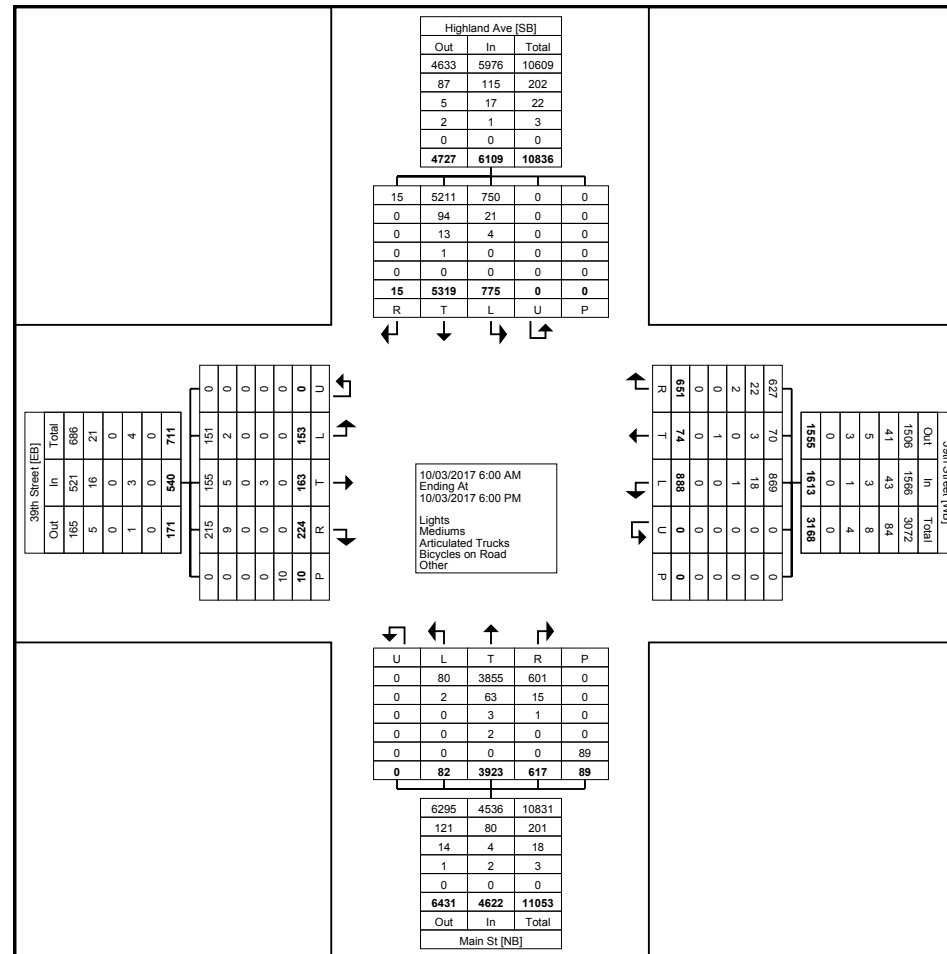 Highland Ave [SB]
Out In Total
4633 5976 10609
87 115 202
5 17 22
2 1 3
0 0 0
4727 6109 10836
15 5211 750 0 0
0 94 21 0 0
0 13 4 0 0
0 1 0 0 0
0 0 0 0 0
15 5319 775 0 0
R T L U P
39th Street [EB]
Out In Total
165 521 686
5 16 21
0 0 0
1 3 4
0 0 0
171 540 711
0 215 155 151 0
0 9 5 2 0
0 0 0 0 0
0 0 3 0 0
10 0 0 0 0
10 224 163 153 0
P R T L U
10/03/2017 6:00 AM
Ending At
10/03/2017 6:00 PM
Lights
Mediums
Articulated Trucks
Bicycles on Road
Other
39th Street [WB]
Out In Total
1506 1566 3072
41 43 84
5 3 8
3 1 4
0 0 0
1555 1613 3168
627 70 869 0 0
22 3 18 0 0
2 0 1 0 0
0 1 0 0 0
0 0 0 0 0
651 74 888 0 0
R T L U P
U L T R P
0 80 3855 601 0
0 2 63 15 0
0 0 3 1 0
0 0 2 0 0
0 0 0 0 89
0 82 3923 617 89
6295 4536 10831
121 80 201
14 4 18
1 2 3
0 0 0
6431 4622 11053
Out In Total
Main St [NB]